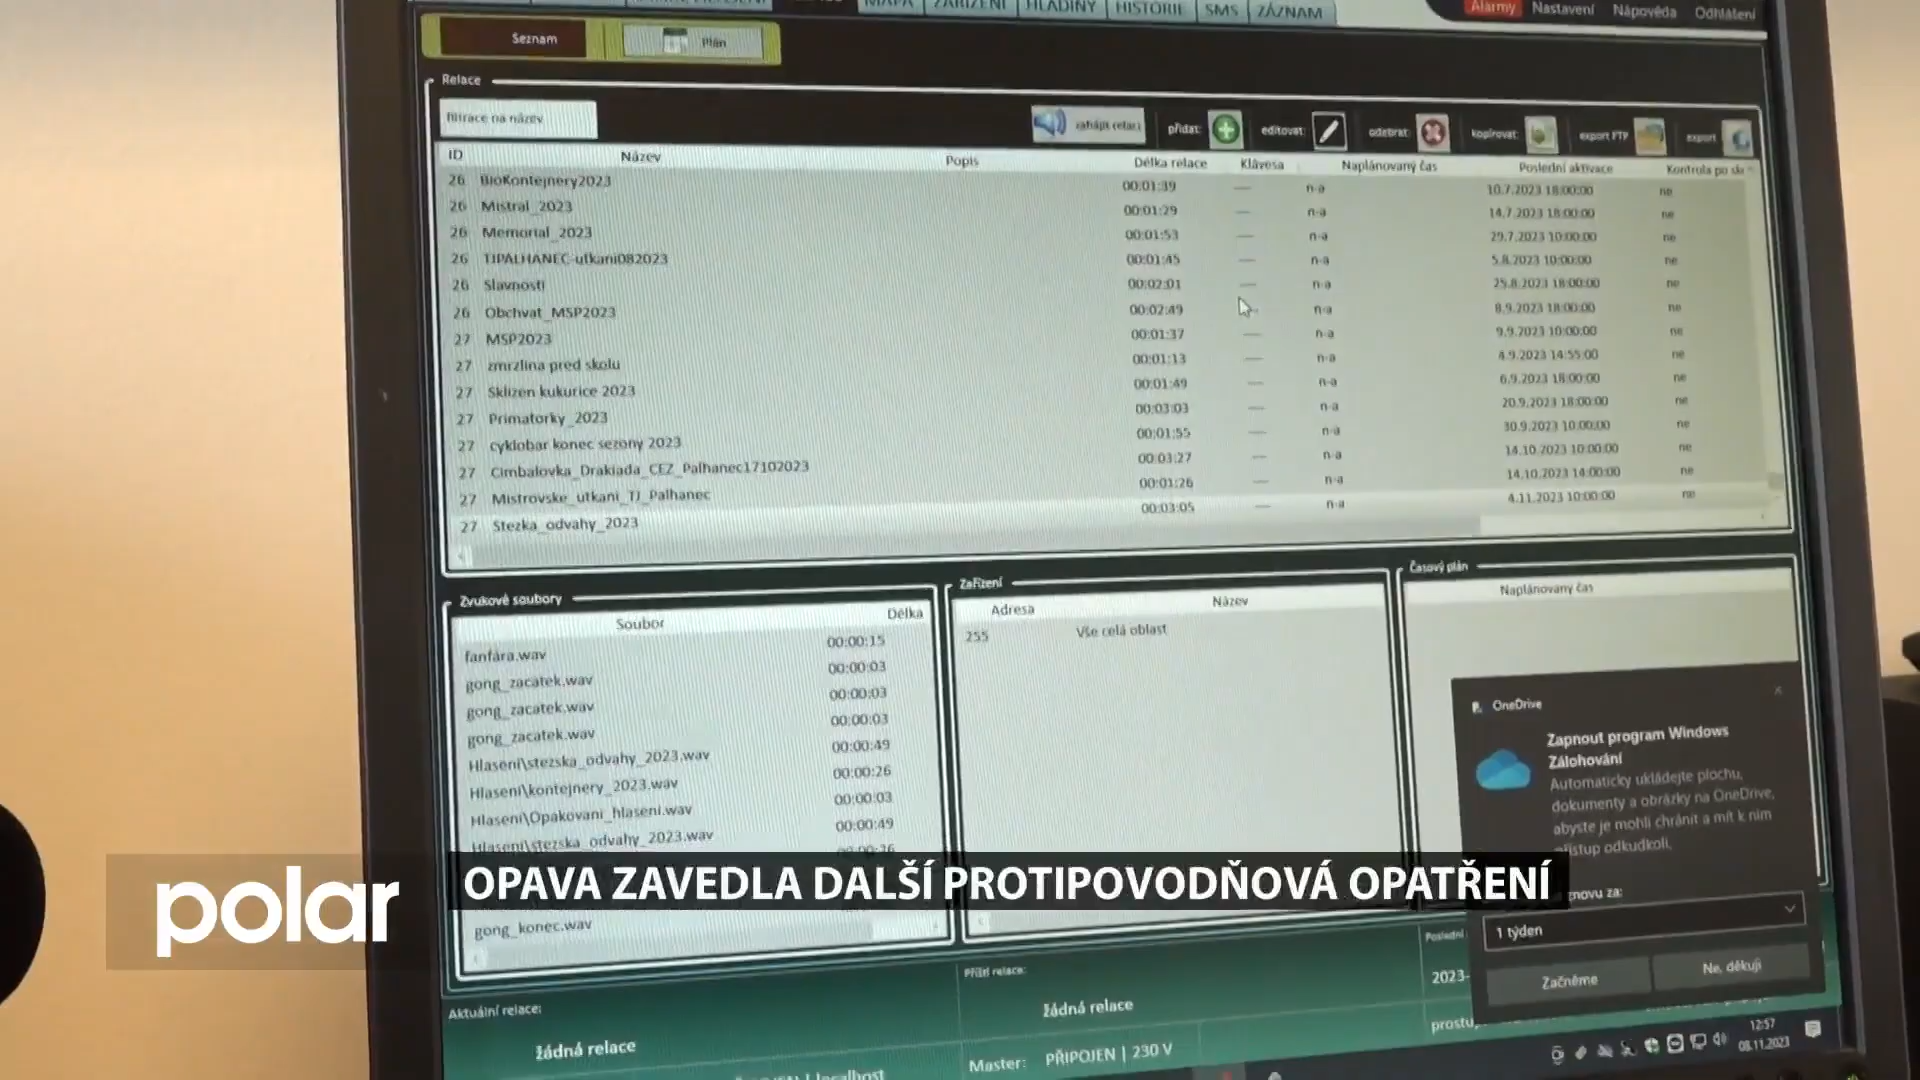 MAPA ZAŘÍZENÍ HLADINY HISTORIE SMS ZÁZNAM Alarmy Nastavení Nápověda Odhlášení
Seznam Plán
Relace
filtrace na název zahájit relaci přidat: editovat: odebrat: kopírovat: export FTP export
ID Název Popis Délka relace Klávesa Naplánovaný čas Poslední aktivace Kontrola po
26 BioKontejnery2023 00:01:39 --- n-a 10.7.2023 18:00:00 ne
26 Mistral_2023 00:01:29 --- n-a 14.7.2023 18:00:00 ne
26 Memorial_2023 00:01:53 --- n-a 29.7.2023 10:00:00 ne
26 TJPALHANEC-utkani082023 00:01:45 --- n-a 5.8.2023 10:00:00 ne
26 Slavnosti 00:02:01 --- n-a 25.8.2023 18:00:00 ne
26 Obchvat_MSP2023 00:02:49 --- n-a 8.9.2023 18:00:00 ne
27 MSP2023 00:01:37 --- n-a 9.9.2023 10:00:00 ne
27 zmrzlina pred skolu 00:01:13 --- n-a 4.9.2023 14:55:00 ne
27 Sklizen kukurice 2023 00:01:49 --- n-a 6.9.2023 18:00:00 ne
27 Primatorky_2023 00:03:03 --- n-a 20.9.2023 18:00:00 ne
27 cyklobar konec sezony 2023 00:01:55 --- n-a 30.9.2023 10:00:00 ne
27 Cimbalovka_Drakiada_CEZ_Palhanec17102023 00:03:27 --- n-a 14.10.2023 10:00:00 ne
27 Mistrovske_utkani_TJ_Palhanec 00:01:26 --- n-a 14.10.2023 14:00:00 ne
27 Stezka_odvahy_2023 00:03:05 --- n-a 4.11.2023 10:00:00 ne
Zvukové soubory
Soubor Délka
fanfára.wav 00:00:15
gong_zacatek.wav 00:00:03
gong_zacatek.wav 00:00:03
gong_zacatek.wav 00:00:03
Hlaseni\stezska_odvahy_2023.wav 00:00:49
Hlaseni\kontejnery_2023.wav 00:00:26
Hlaseni\Opakovani_hlaseni.wav 00:00:03
Hlaseni\stezska_odvahy_2023.wav 00:00:49
00:00:26
gong_konec.wav
Zařízení
Adresa Název
255 Vše celá oblast
Časový plán
Naplánovaný čas
OneDrive
Zapnout program Windows
Zálohování
Automaticky ukládejte plochu,
dokumenty a obrázky na OneDrive,
abyste je mohli chránit a mít k nim
přístup odkudkoli.
znovu za:
1 týden
Začněme Ne, děkuji
polar
OPAVA ZAVEDLA DALŠÍ PROTIPOVODŇOVÁ OPATŘENÍ
Aktuální relace:
žádná relace
Příští relace:
žádná relace
Poslední
2023-
prostu
Master: PŘIPOJEN | 230 V
localhost
12:57
08.11.2023